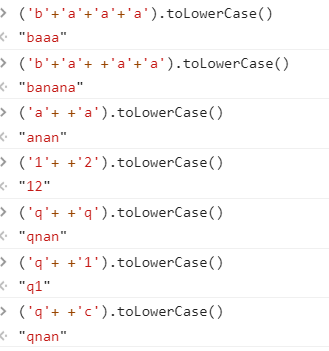 > ('b'+'a'+'a'+'a').toLowerCase()
"baaa"
> ('b'+'a'+ +'a'+'a').toLowerCase()
"banana"
> ('a'+ +'a').toLowerCase()
"anan"
> ('1'+ +'2').toLowerCase()
"12"
> ('q'+ +'q').toLowerCase()
"qnan"
> ('q'+ +'1').toLowerCase()
"q1"
> ('q'+ +'c').toLowerCase()
"qnan"